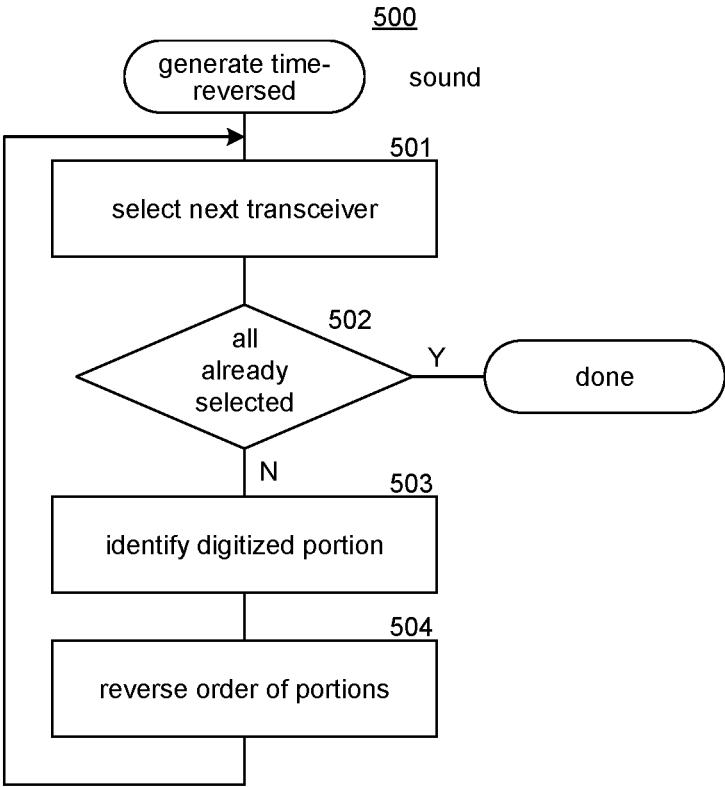 500
generate time-
reversed
sound
501
select next transceiver
502
all
already
selected
Y
done
N
503
identify digitized portion
504
reverse order of portions